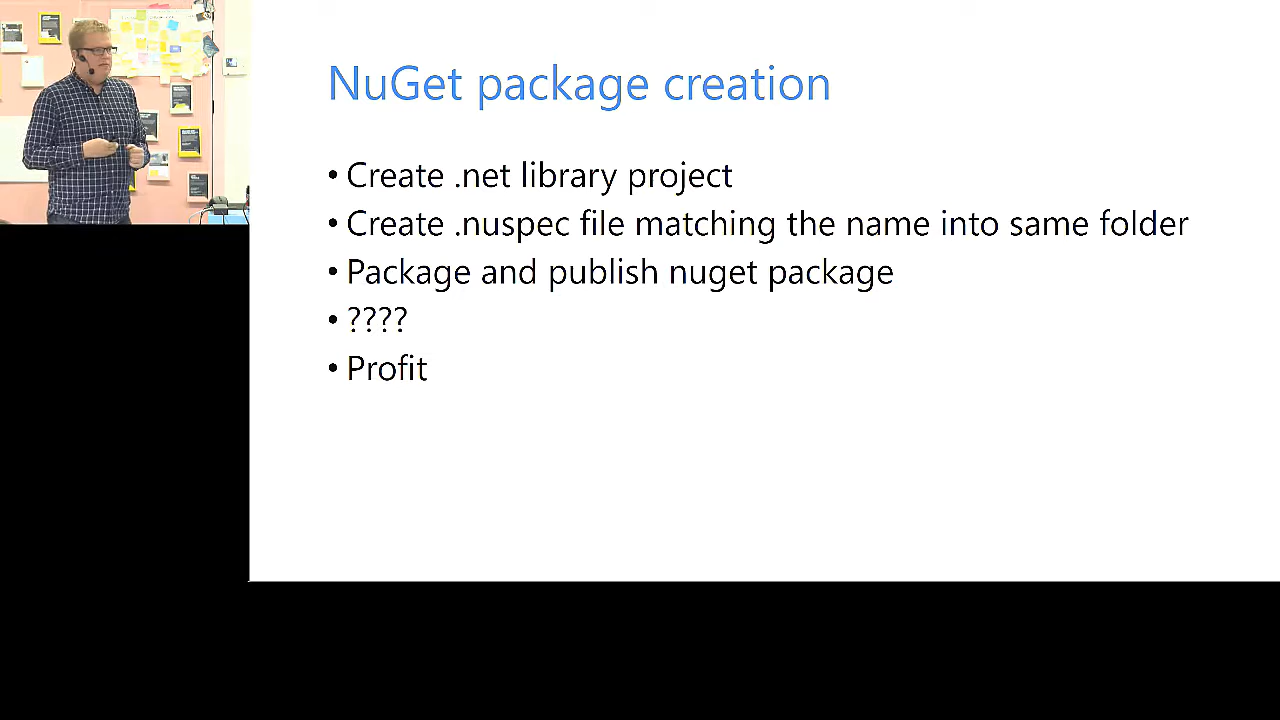 NuGet package creation
• Create .net library project
• Create .nuspec file matching the name into same folder
• Package and publish nuget package
• ????
• Profit